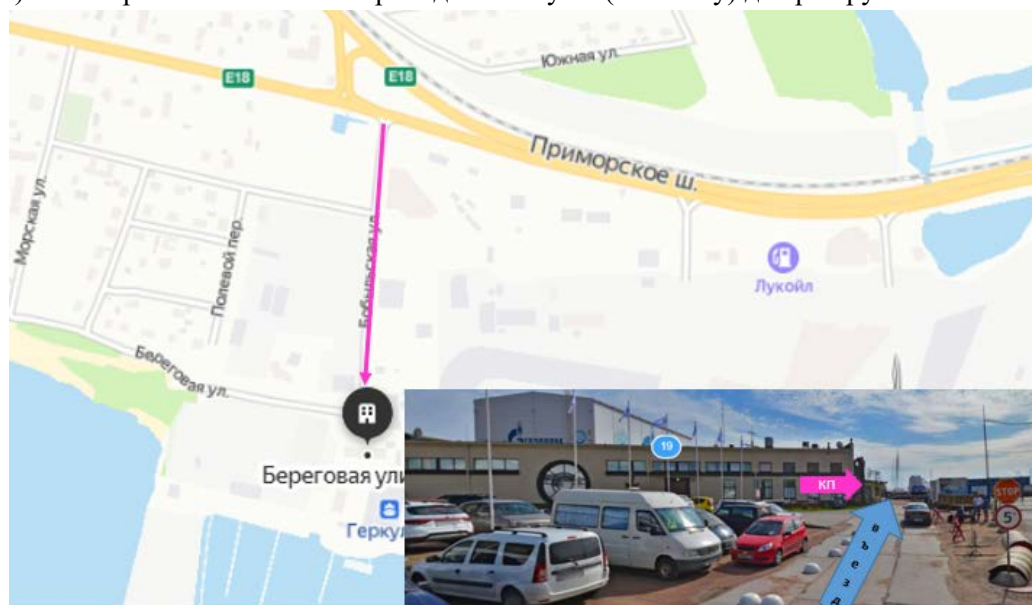 Южная ул.
E18
E18
Приморское ш.
Морская ул.
Полевой пер.
Бобыльская ул.
Лукойл
Береговая ул.
Береговая ули
Геркул
19
КП
STOP
5
въезд